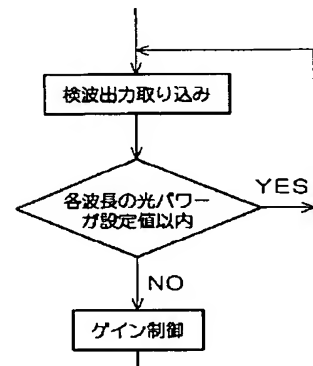 検波出力取り込み
各波長の光パワー
が設定値以内
YES
NO
ゲイン制御